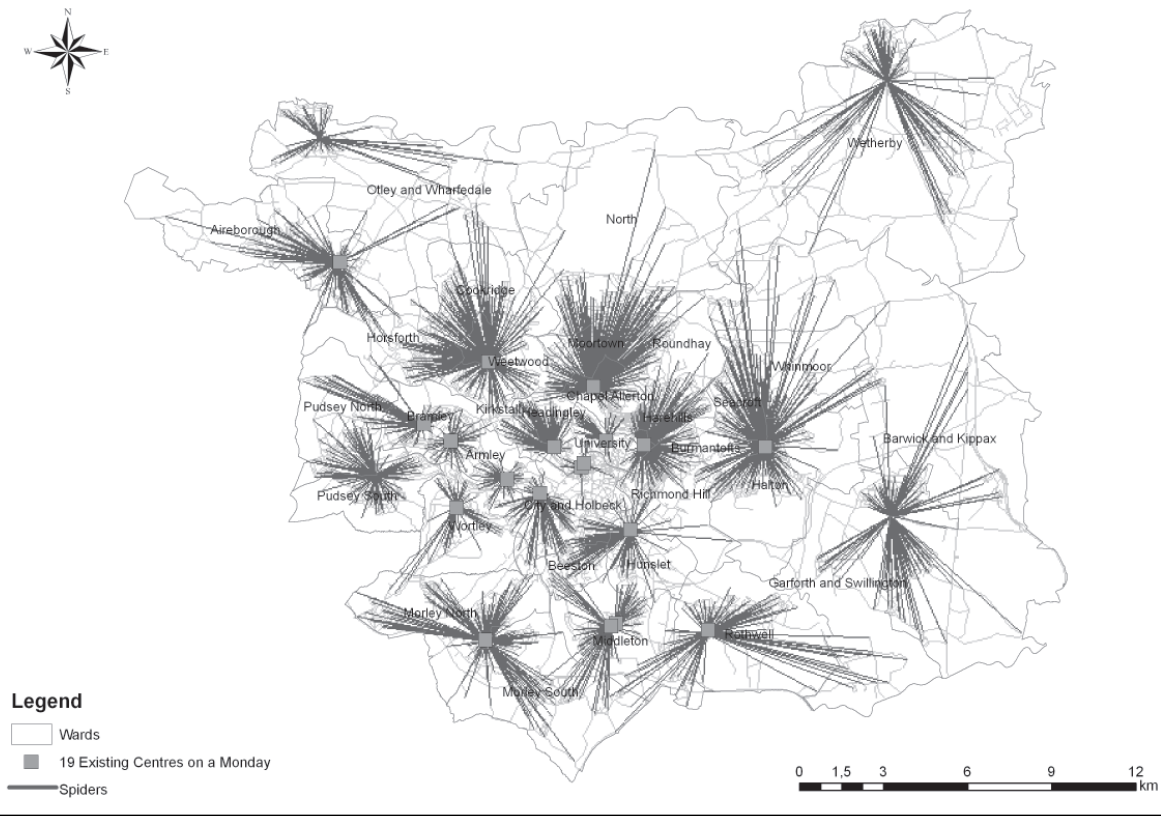 N
W E
S
Wetherby
Otley and Wharfedale
North
Aireborough
Cookridge
Horsforth
Moortown
Roundhay
Weetwood
Whinmoor
Chapel Allerton
Seacroft
Pudsey North
Bramley
Kirkstall
Headingley
Harehills
University
Burmantofts
Barwick and Kippax
Armley
Halton
Pudsey South
Richmond Hill
City and Holbeck
Wortley
Beeston
Hunslet
Garforth and Swillington
Morley North
Middleton
Rothwell
Morley South
Legend
Wards
19 Existing Centres on a Monday
Spiders
0 1,5 3 6 9 12
km